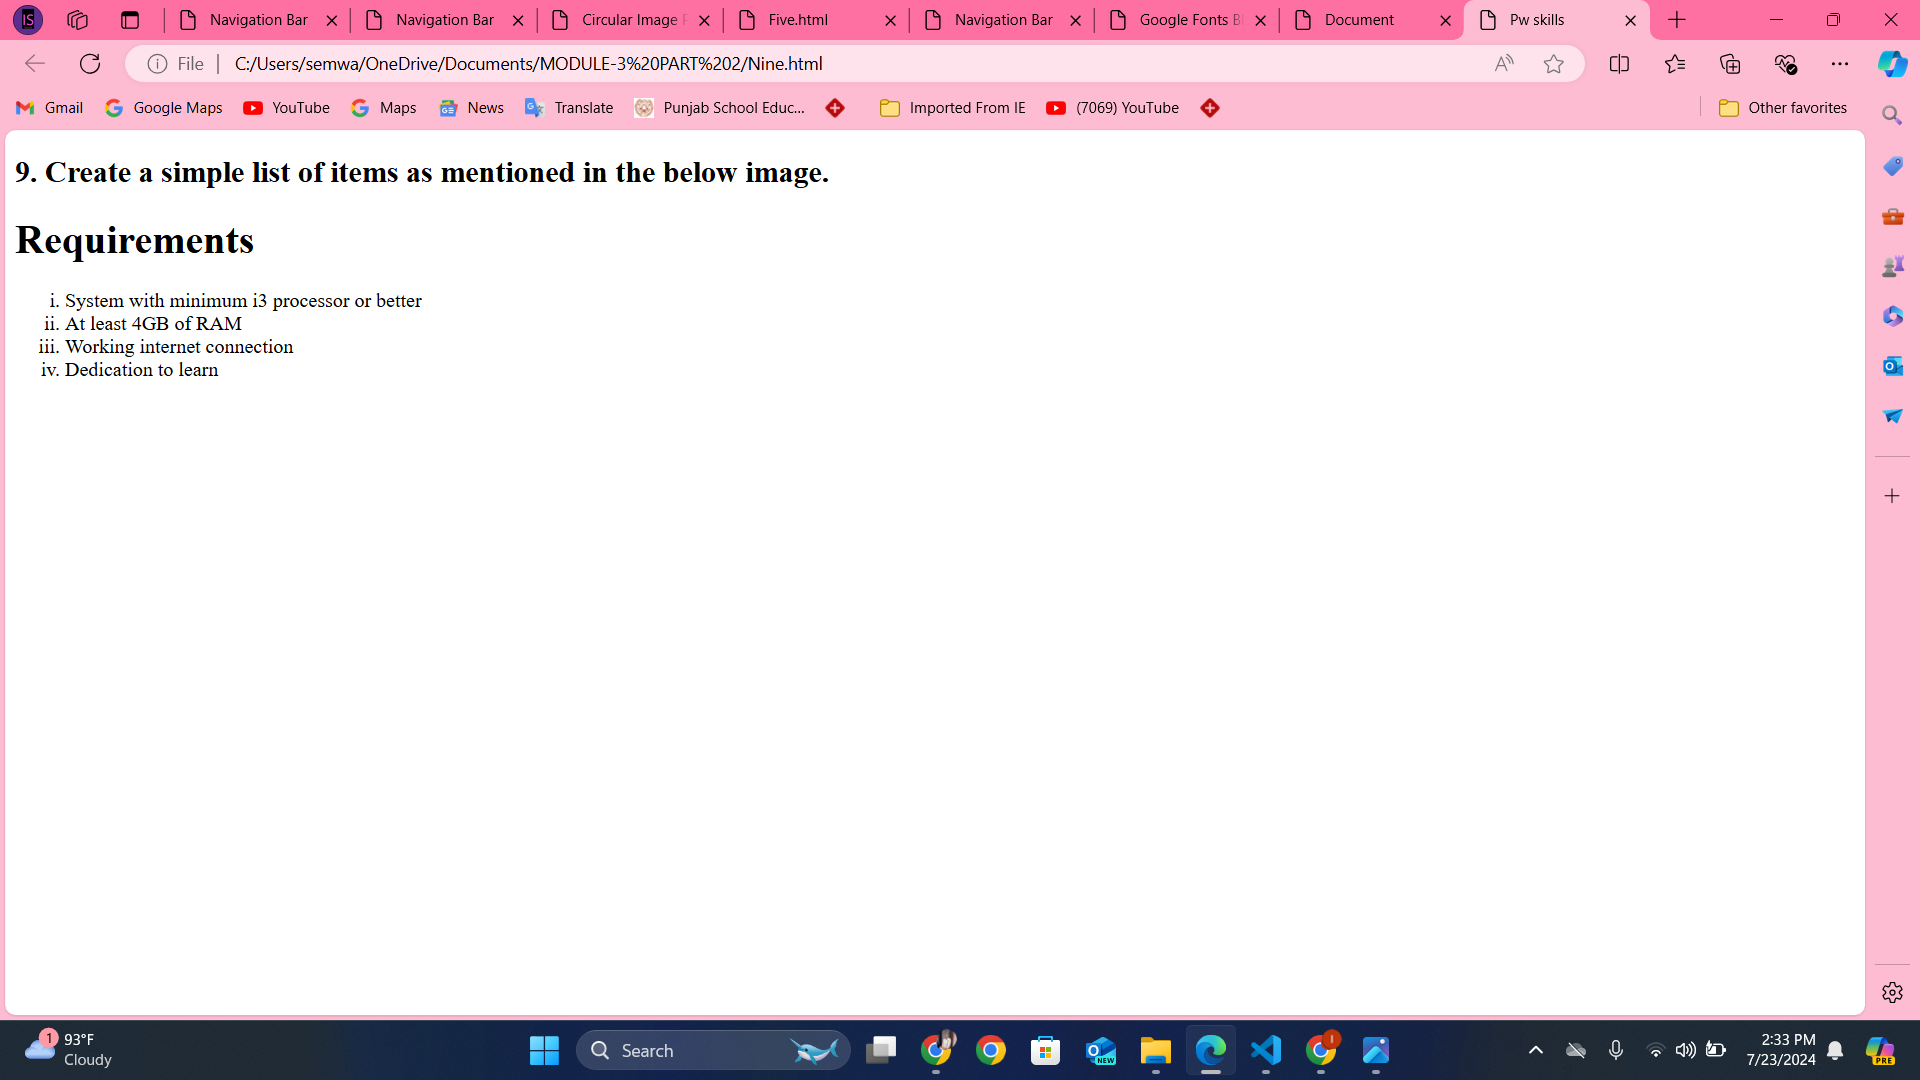 IS
Navigation Bar
Navigation Bar
Circular Image
Five.html
Navigation Bar
Google Fonts
Document
Pw skills
File
C:/Users/semwa/OneDrive/Documents/MODULE-3%20PART%202/Nine.html
Gmail
Google Maps
YouTube
Maps
News
Translate
Punjab School Educ...
Imported From IE
(7069) YouTube
Other favorites
9. Create a simple list of items as mentioned in the below image.
Requirements
i. System with minimum i3 processor or better
ii. At least 4GB of RAM
iii. Working internet connection
iv. Dedication to learn
1
93°F
Cloudy
Search
NEW
2:33 PM
7/23/2024
PRE